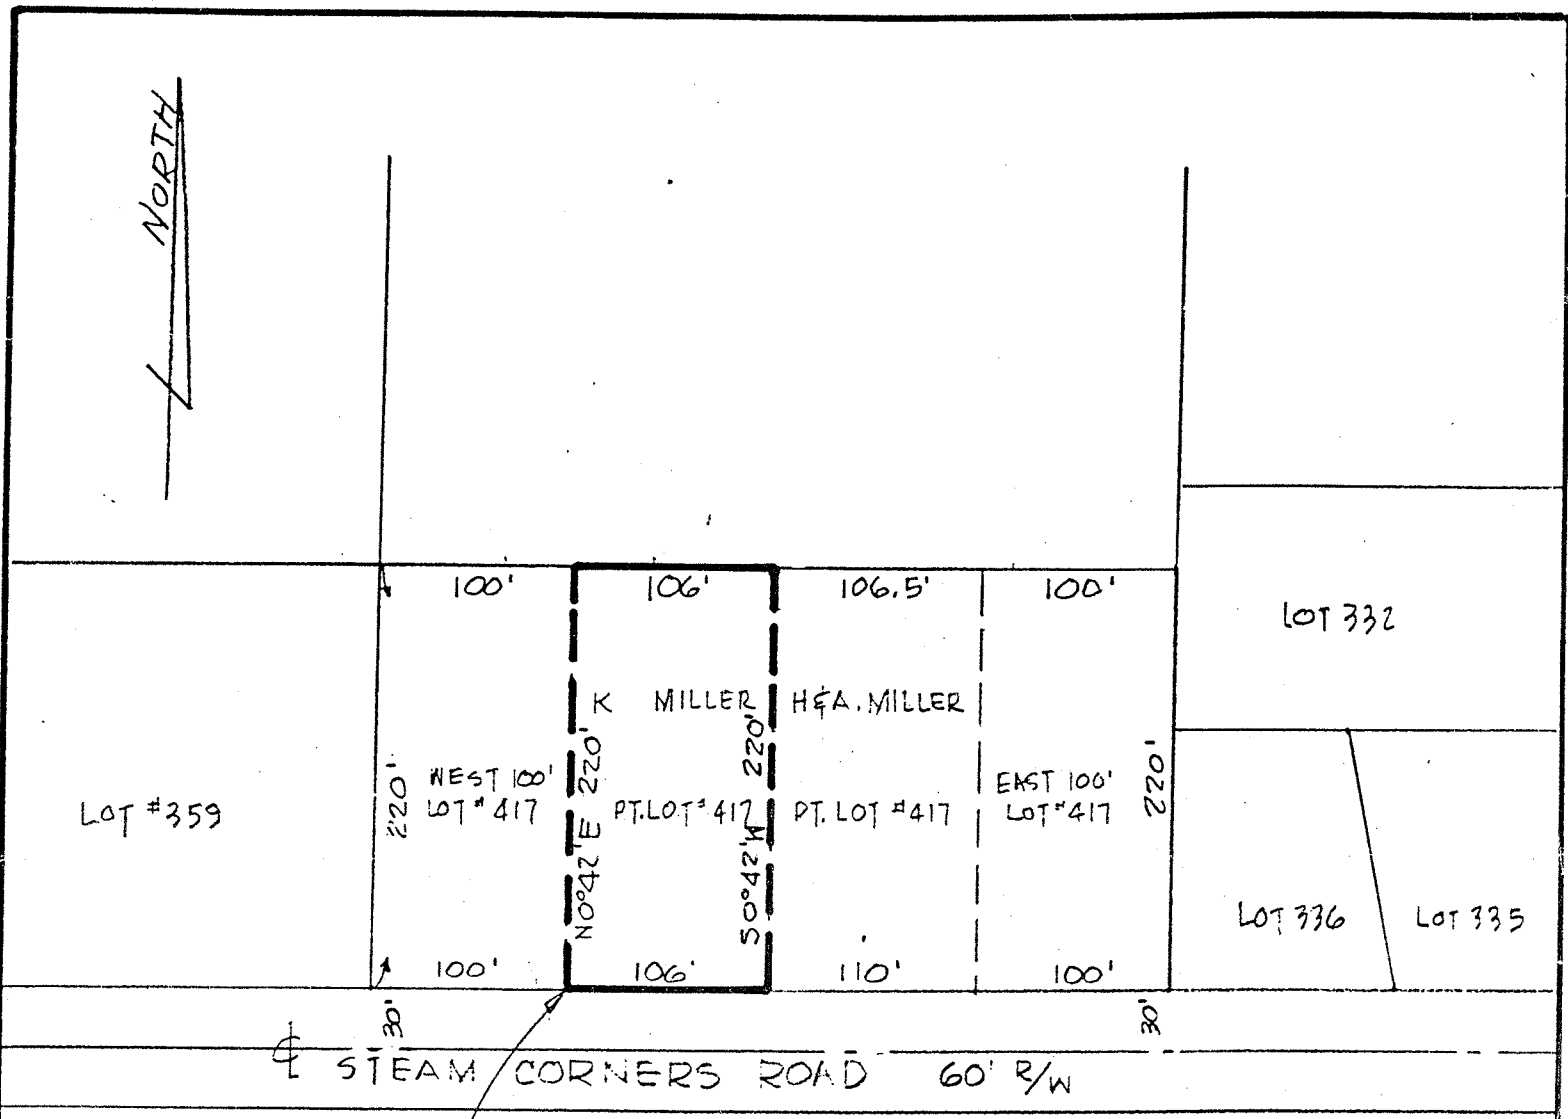 NORTH
100' 106' 106.5' 100'
LOT 332
K MILLER H&A. MILLER
220'
WEST 100'
LOT #417
N0°42'E 220'
PT. LOT #417
S0°42'W 220'
PT. LOT #417
EAST 100'
LOT #417
220'
LOT #359
LOT 336
LOT 335
100' 106' 110' 100'
30'
30'
℄ STEAM CORNERS ROAD 60' R/W